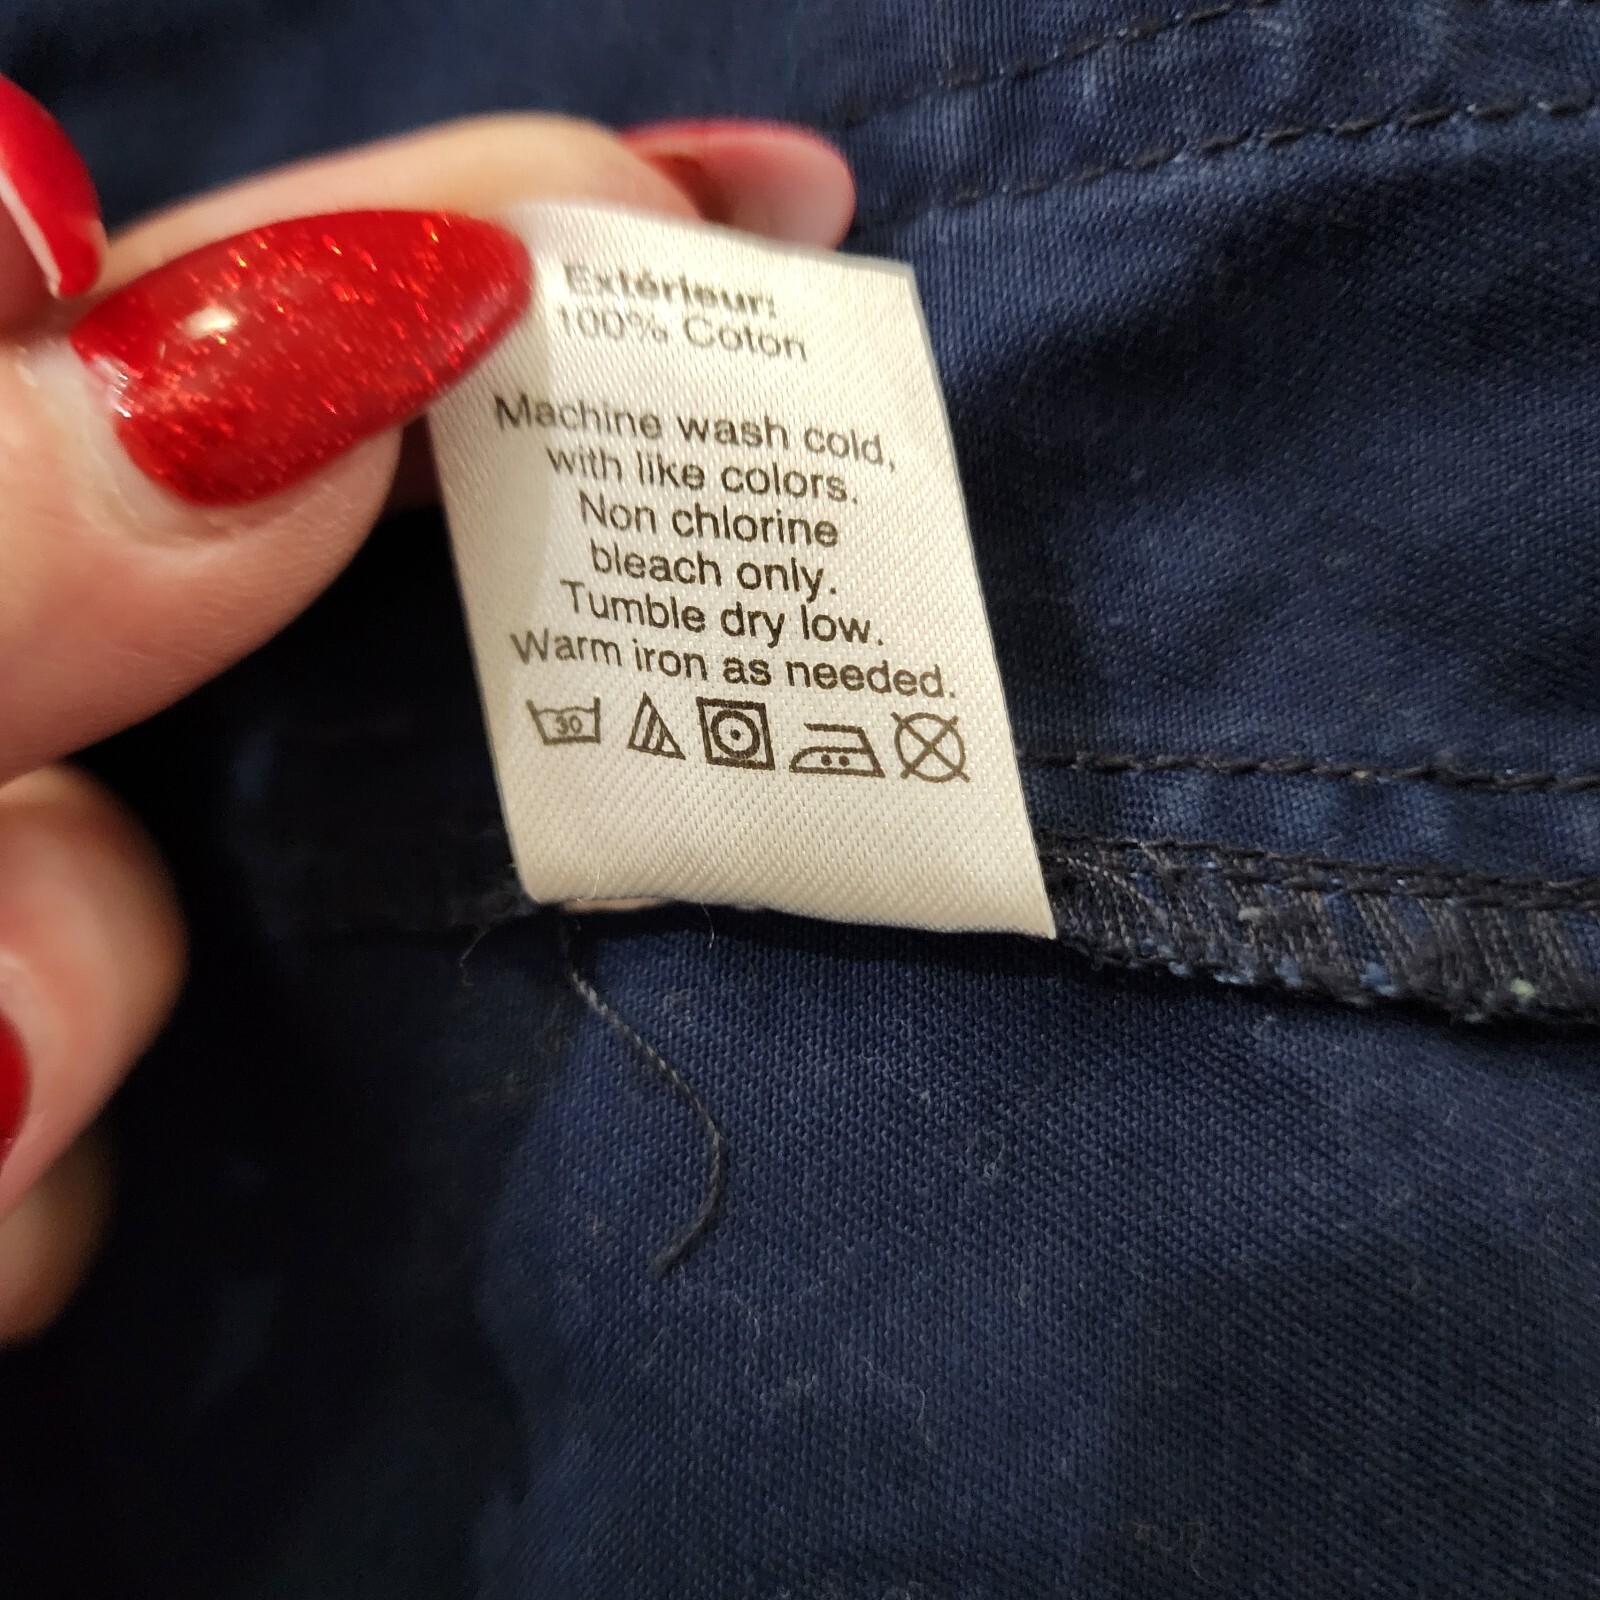 Extérieur:
100% Coton
Machine wash cold,
with like colors.
Non chlorine
bleach only.
Tumble dry low.
Warm iron as needed.
30